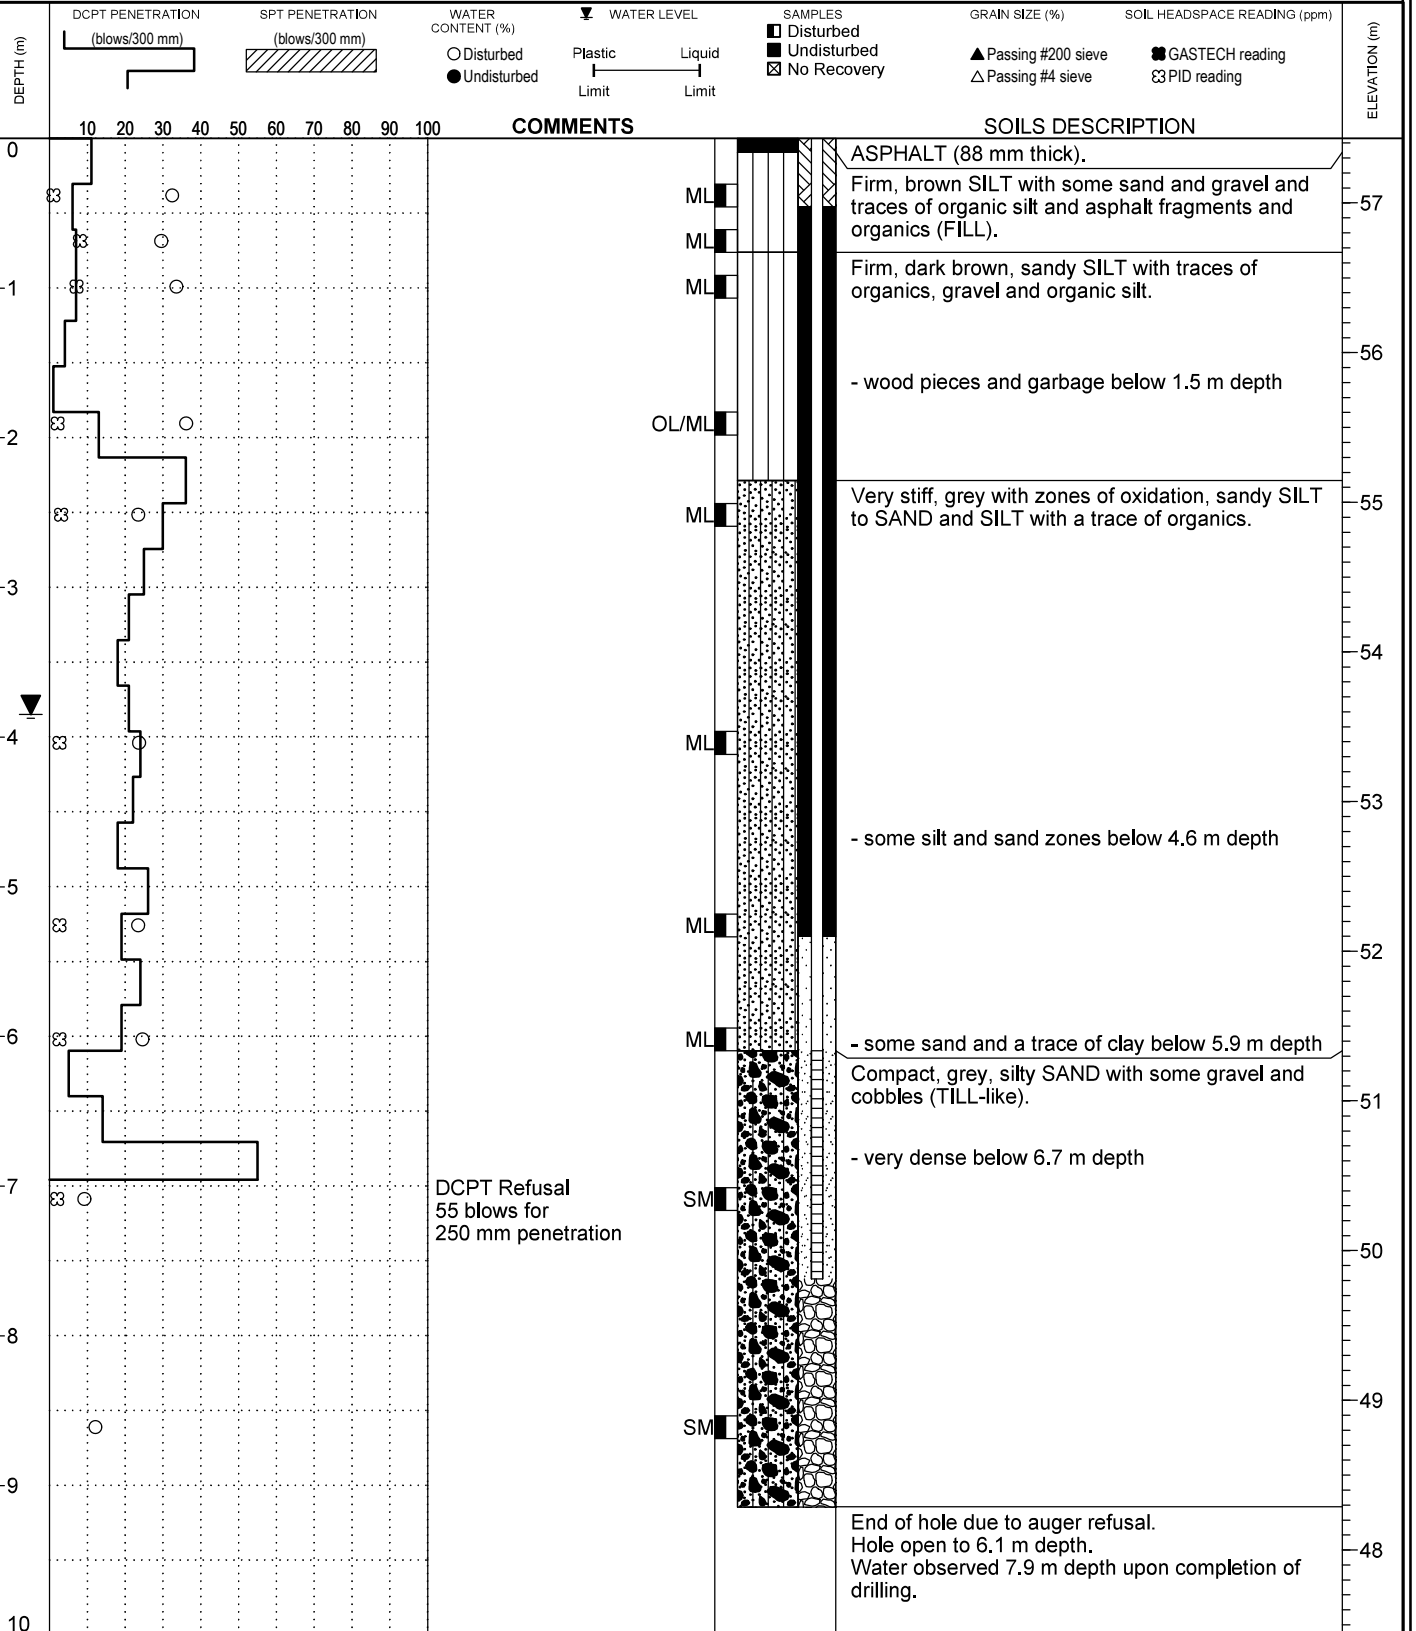 DEPTH (m)
DCPT PENETRATION
(blows/300 mm)
SPT PENETRATION
(blows/300 mm)
WATER
CONTENT (%)
Disturbed
Undisturbed
WATER LEVEL
Plastic Liquid
Limit Limit
SAMPLES
Disturbed
Undisturbed
No Recovery
GRAIN SIZE (%)
Passing #200 sieve
Passing #4 sieve
SOIL HEADSPACE READING (ppm)
GASTECH reading
PID reading
ELEVATION (m)
10 20 30 40 50 60 70 80 90 100
COMMENTS
SOILS DESCRIPTION
0
ASPHALT (88 mm thick).
Firm, brown SILT with some sand and gravel and
traces of organic silt and asphalt fragments and
organics (FILL).
ML
57
ML
Firm, dark brown, sandy SILT with traces of
organics, gravel and organic silt.
1
ML
56
- wood pieces and garbage below 1.5 m depth
OL/ML
2
Very stiff, grey with zones of oxidation, sandy SILT
to SAND and SILT with a trace of organics.
55
ML
3
54
4
ML
53
- some silt and sand zones below 4.6 m depth
5
ML
52
6
ML
- some sand and a trace of clay below 5.9 m depth
Compact, grey, silty SAND with some gravel and
cobbles (TILL-like).
51
- very dense below 6.7 m depth
7
DCPT Refusal
55 blows for
250 mm penetration
SM
50
8
49
SM
9
End of hole due to auger refusal.
Hole open to 6.1 m depth.
Water observed 7.9 m depth upon completion of
drilling.
48
10